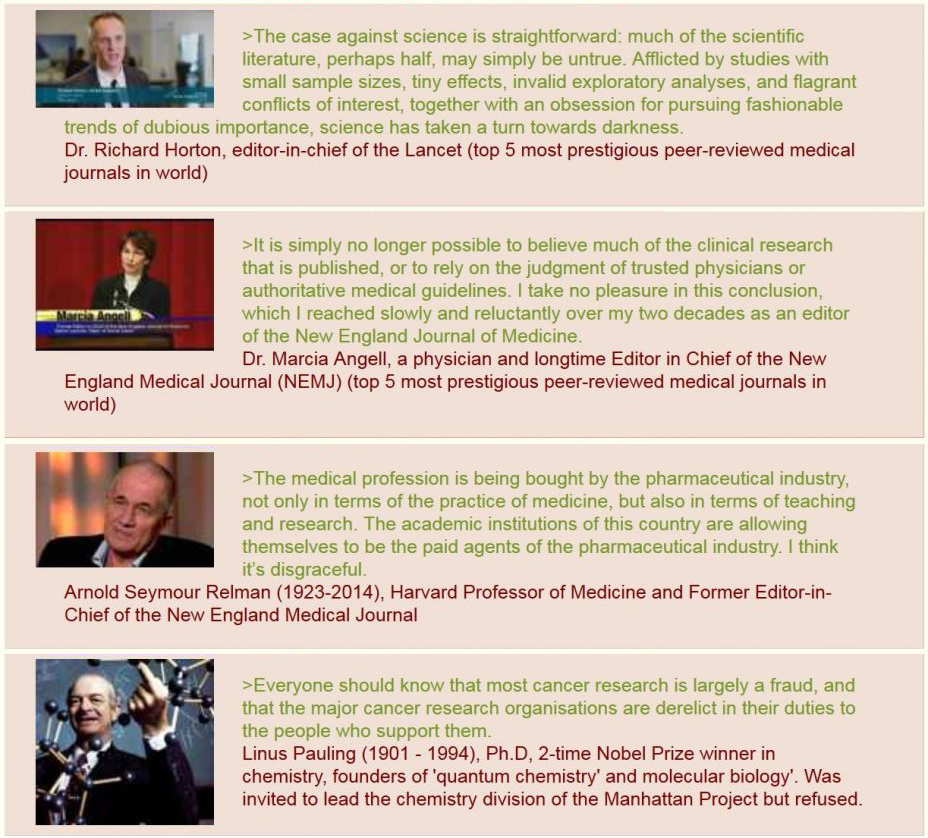 >The case against science is straightforward: much of the scientific
literature, perhaps half, may simply be untrue. Afflicted by studies with
small sample sizes, tiny effects, invalid exploratory analyses, and flagrant
conflicts of interest, together with an obsession for pursuing fashionable
trends of dubious importance, science has taken a turn towards darkness.
Dr. Richard Horton, editor-in-chief of the Lancet (top 5 most prestigious peer-reviewed medical
journals in world)
>It is simply no longer possible to believe much of the clinical research
that is published, or to rely on the judgment of trusted physicians or
authoritative medical guidelines. I take no pleasure in this conclusion,
which I reached slowly and reluctantly over my two decades as an editor
of the New England Journal of Medicine.
Marcia Angell
Dr. Marcia Angell, a physician and longtime Editor in Chief of the New
England Medical Journal (NEMJ) (top 5 most prestigious peer-reviewed medical journals in
world)
>The medical profession is being bought by the pharmaceutical industry,
not only in terms of the practice of medicine, but also in terms of teaching
and research. The academic institutions of this country are allowing
themselves to be the paid agents of the pharmaceutical industry. I think
it's disgraceful.
Arnold Seymour Relman (1923-2014), Harvard Professor of Medicine and Former Editor-in-
Chief of the New England Medical Journal
>Everyone should know that most cancer research is largely a fraud, and
that the major cancer research organisations are derelict in their duties to
the people who support them.
Linus Pauling (1901 - 1994), Ph.D, 2-time Nobel Prize winner in
chemistry, founders of 'quantum chemistry' and molecular biology'. Was
invited to lead the chemistry division of the Manhattan Project but refused.